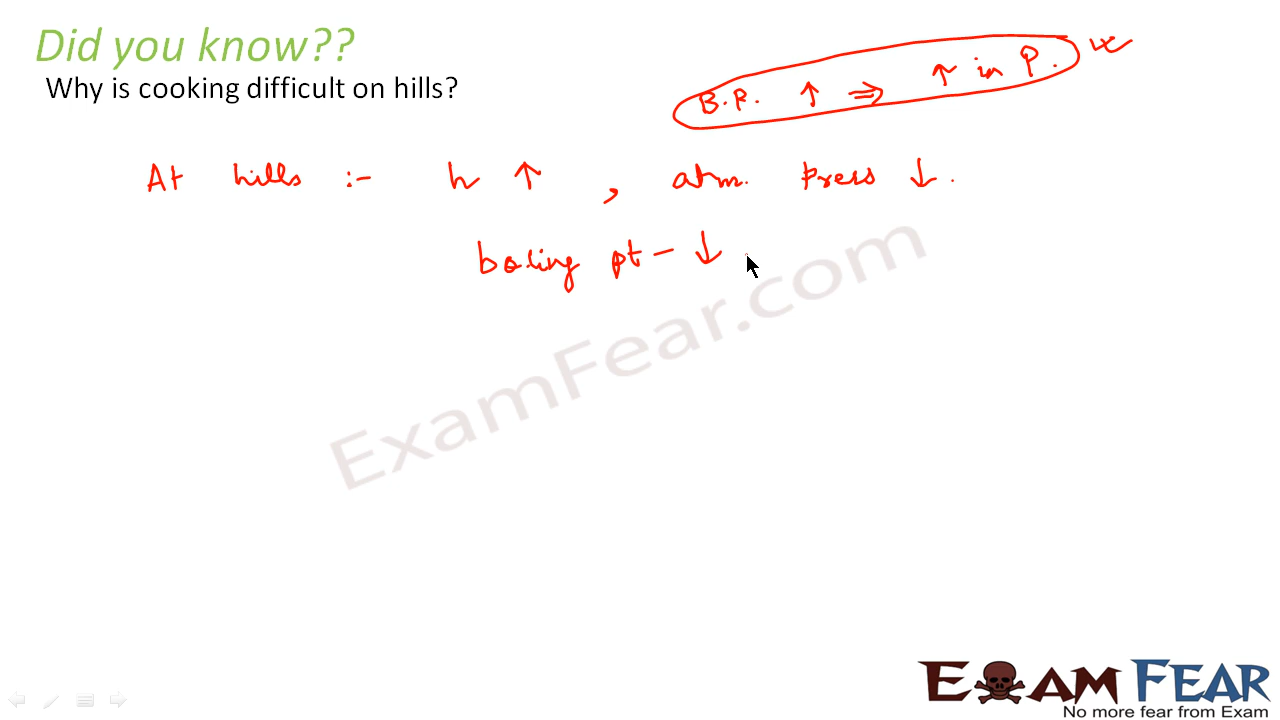 Did you know??
Why is cooking difficult on hills?
B.P. ↑ ⇒ ↑ in P.
At hills :- h ↑ , atm. press ↓.
boiling pt - ↓
ExamFear.com
EXAM FEAR
No more fear from Exam